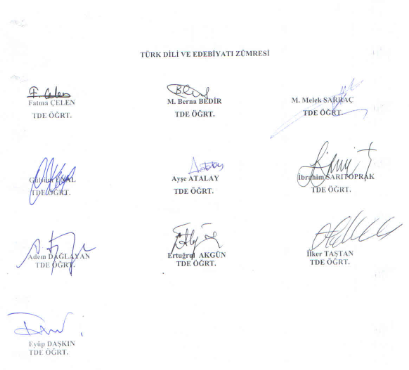 TÜRK DİLİ VE EDEBİYATI ZÜMRESİ
F. Çelen
Fatma ÇELEN M. Berna BEDİR M. Melek SARRAÇ
TDE ÖĞRT. TDE ÖĞRT. TDE ÖĞRT.
Ayşe ATALAY İbrahim SARITOPRAK
TDE ÖĞRT. TDE ÖĞRT. TDE ÖĞRT.
Adem DAĞLAYAN Ertuğrul AKGÜN İlker TAŞTAN
TDE ÖĞRT. TDE ÖĞRT. TDE ÖĞRT.
Eyüp DAŞKIN
TDE ÖĞRT.